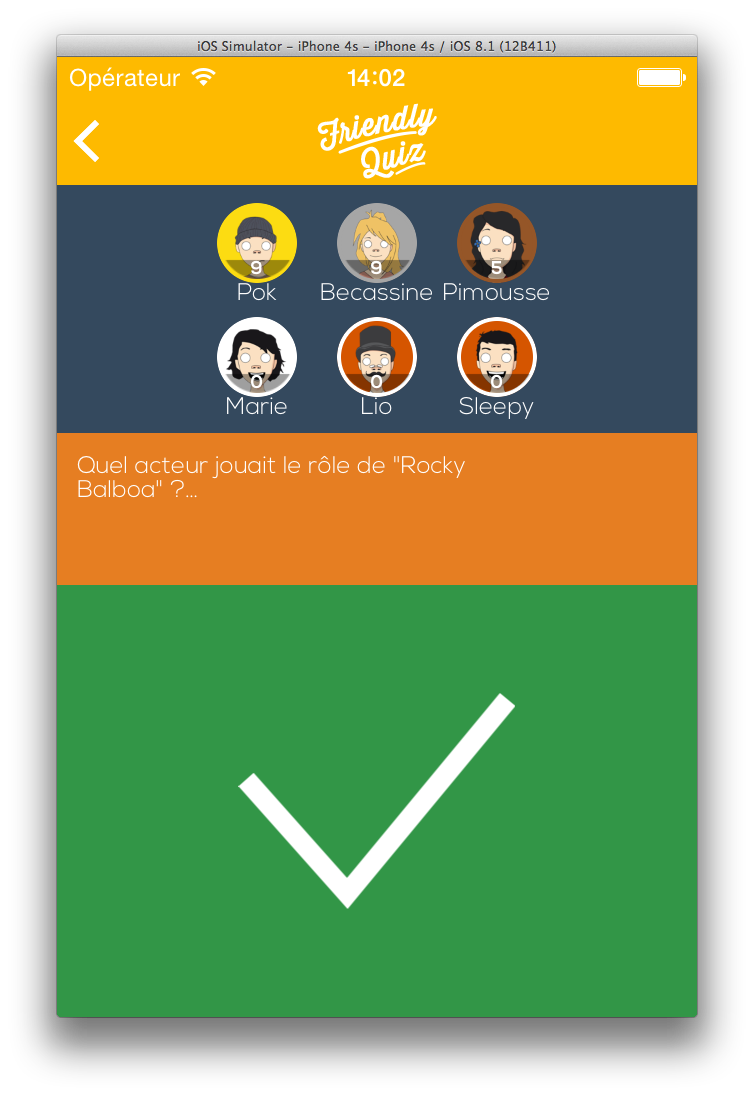 iOS Simulator – iPhone 4s – iPhone 4s / iOS 8.1 (12B411)
Opérateur 14:02
Friendly
Quiz
9 9 5
Pok Becassine Pimousse
0 0 0
Marie Lio Sleepy
Quel acteur jouait le rôle de "Rocky
Balboa" ?...